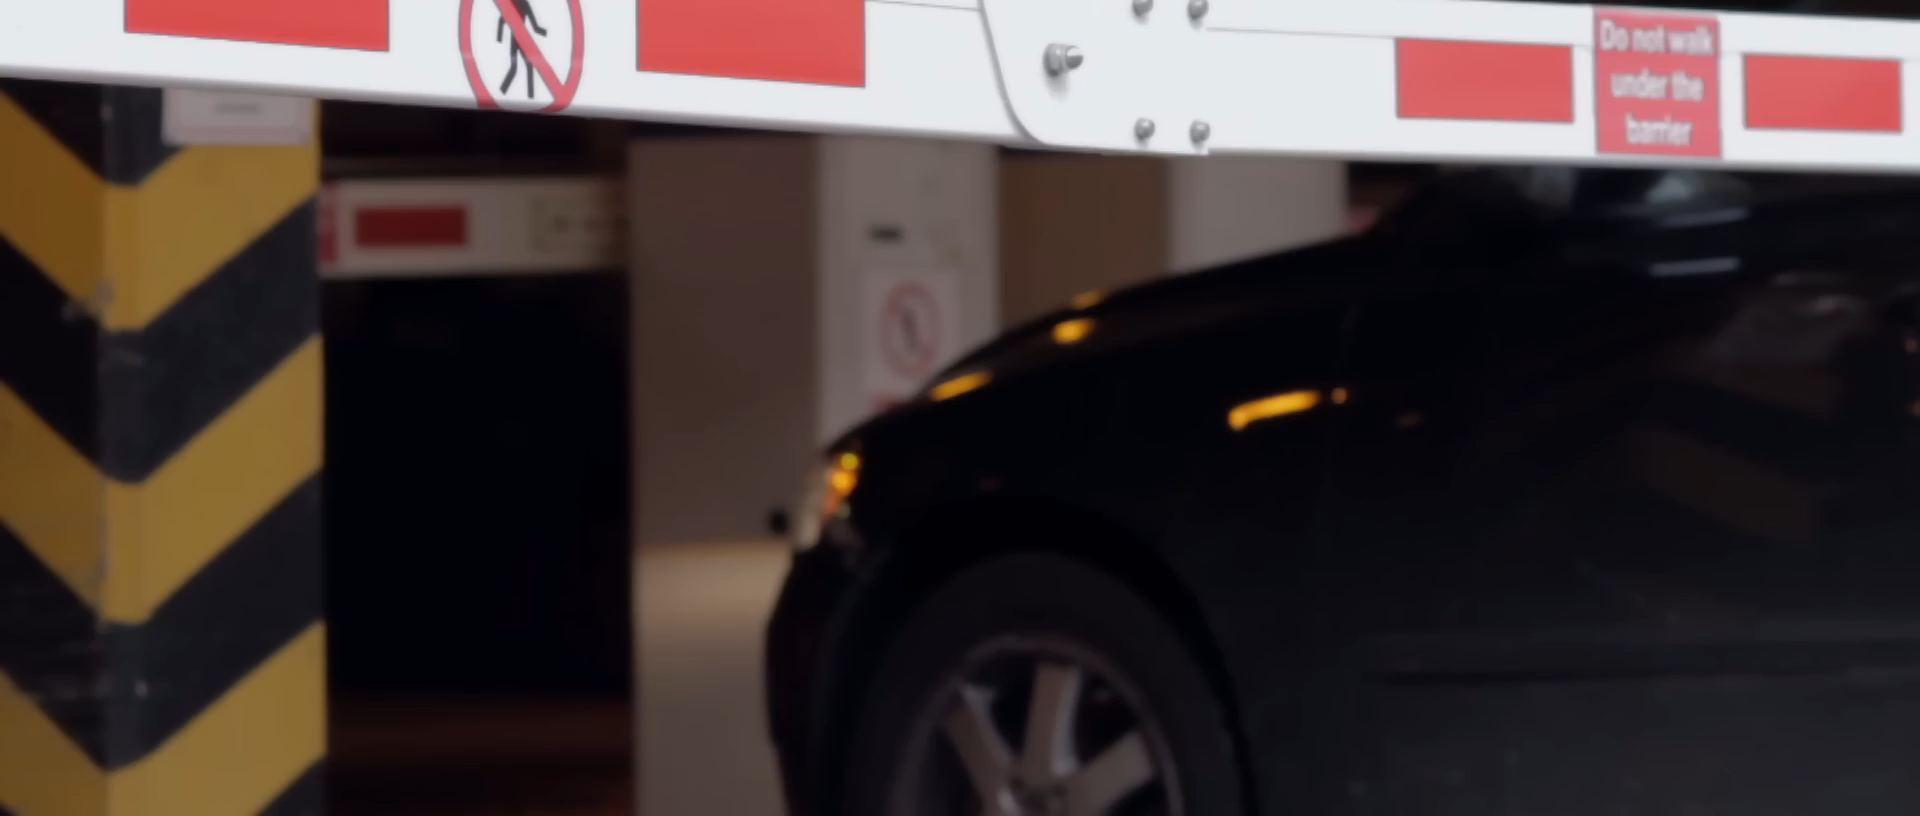 Do not walk
under the
barrier